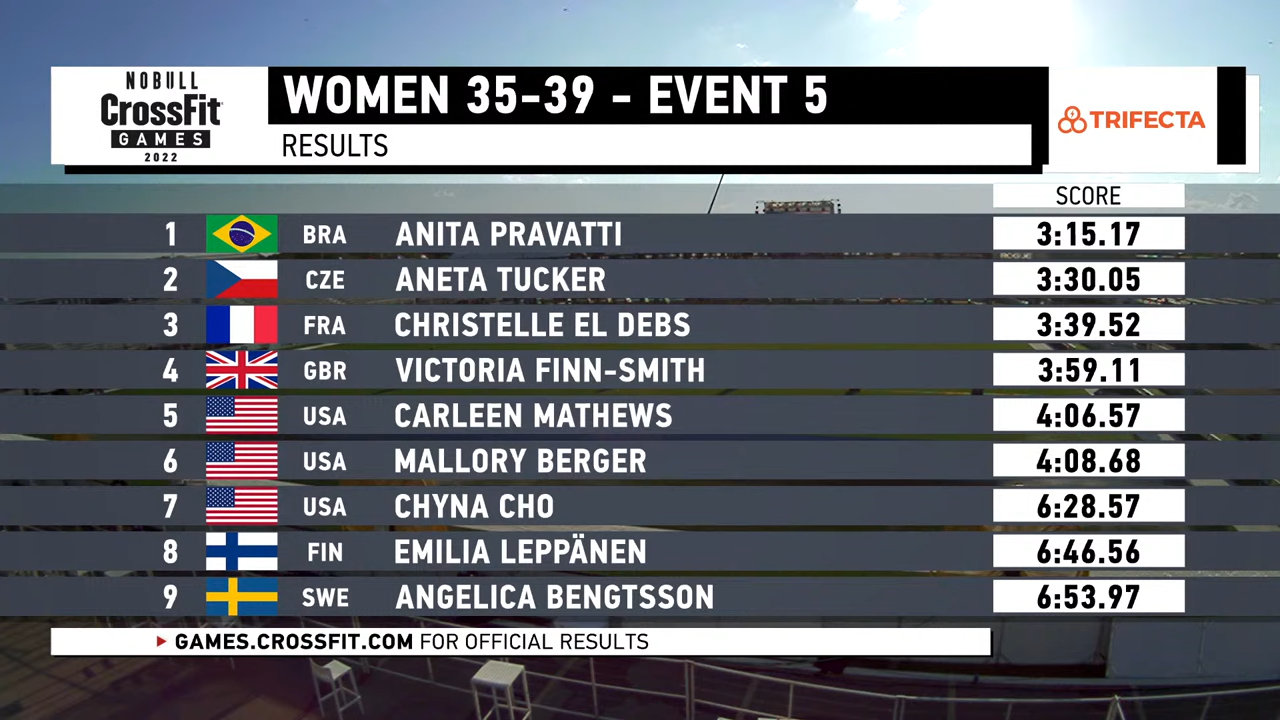 NOBULL
CrossFit
GAMES
2022
WOMEN 35-39 - EVENT 5
RESULTS
TRIFECTA
SCORE
1 BRA ANITA PRAVATTI 3:15.17
2 CZE ANETA TUCKER 3:30.05
3 FRA CHRISTELLE EL DEBS 3:39.52
4 GBR VICTORIA FINN-SMITH 3:59.11
5 USA CARLEEN MATHEWS 4:06.57
6 USA MALLORY BERGER 4:08.68
7 USA CHYNA CHO 6:28.57
8 FIN EMILIA LEPPÄNEN 6:46.56
9 SWE ANGELICA BENGTSSON 6:53.97
GAMES.CROSSFIT.COM FOR OFFICIAL RESULTS
ROGUE